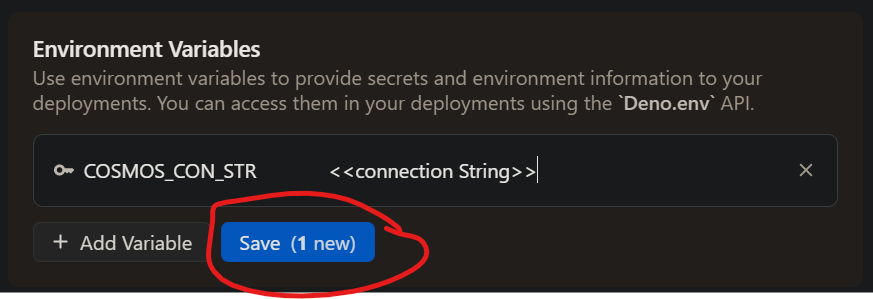 Environment Variables
Use environment variables to provide secrets and environment information to your
deployments. You can access them in your deployments using the `Deno.env` API.
COSMOS_CON_STR <<connection String>>
+ Add Variable Save (1 new)